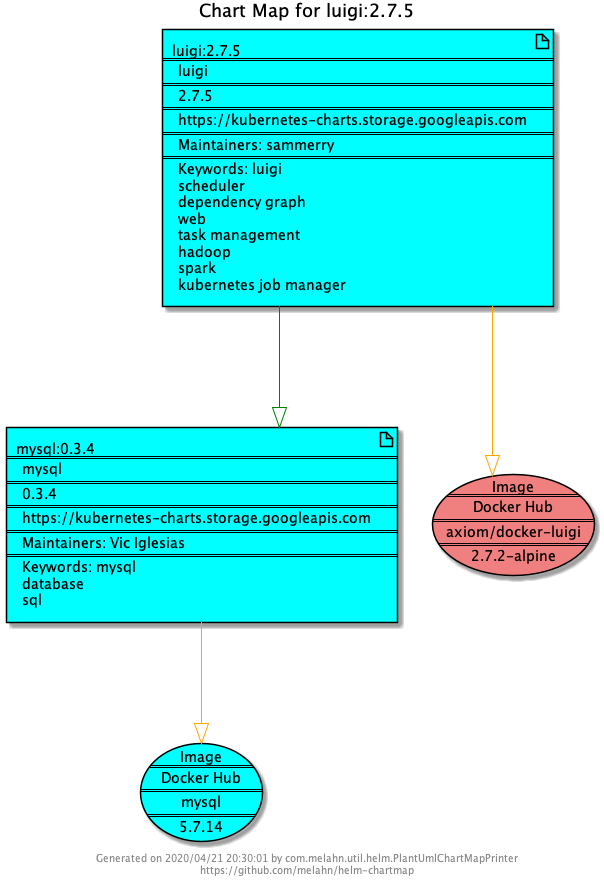 Chart Map for luigi:2.7.5
luigi:2.7.5
luigi
2.7.5
https://kubernetes-charts.storage.googleapis.com
Maintainers: sammerry
Keywords: luigi
scheduler
dependency graph
web
task management
hadoop
spark
kubernetes job manager
mysql:0.3.4
mysql
0.3.4
https://kubernetes-charts.storage.googleapis.com
Maintainers: Vic Iglesias
Keywords: mysql
database
sql
Image
Docker Hub
axiom/docker-luigi
2.7.2-alpine
Image
Docker Hub
mysql
5.7.14
Generated on 2020/04/21 20:30:01 by com.melahn.util.helm.PlantUmlChartMapPrinter
https://github.com/melahn/helm-chartmap